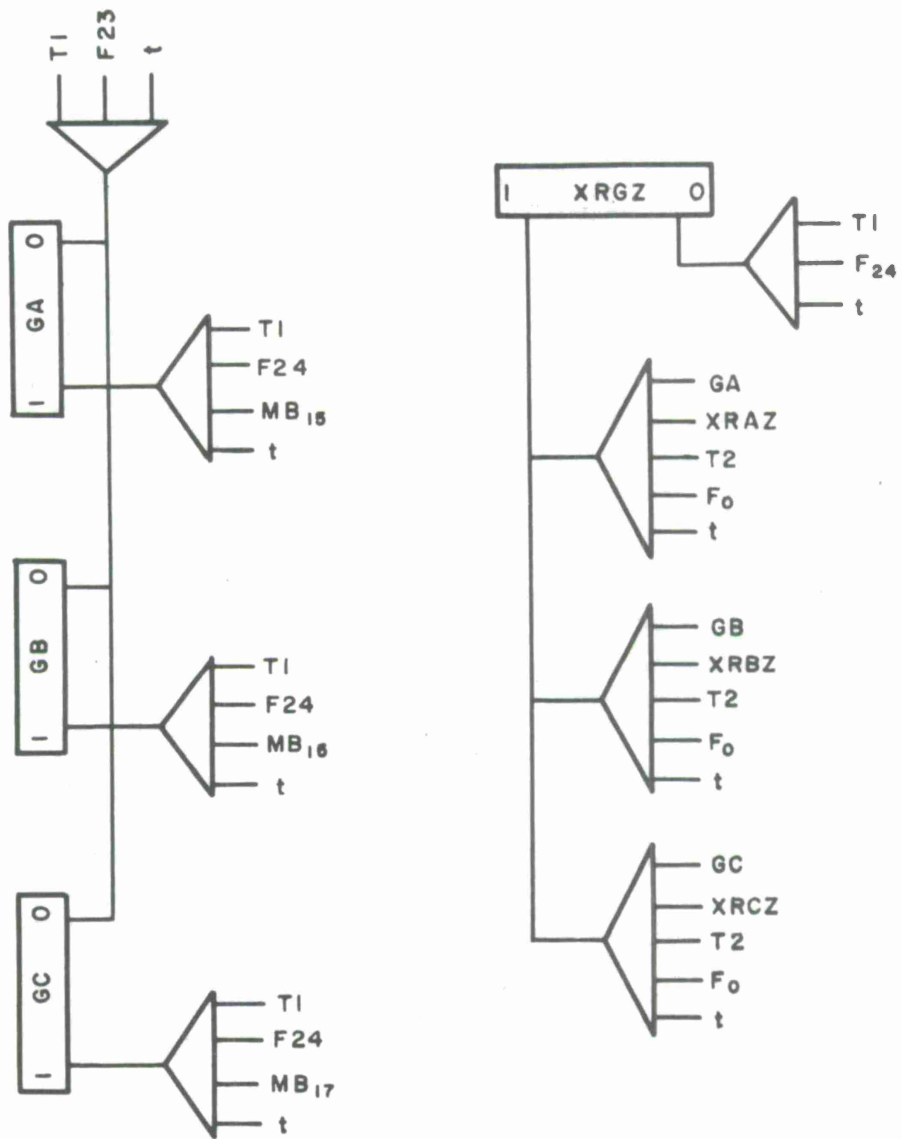 T1
F23
t
0
GA
1
T1
F24
MB₁₅
t
0
GB
1
T1
F24
MB₁₆
t
0
GC
1
T1
F24
MB₁₇
t
1 XRGZ 0
T1
F₂₄
t
GA
XRAZ
T2
F₀
t
GB
XRBZ
T2
F₀
t
GC
XRCZ
T2
F₀
t